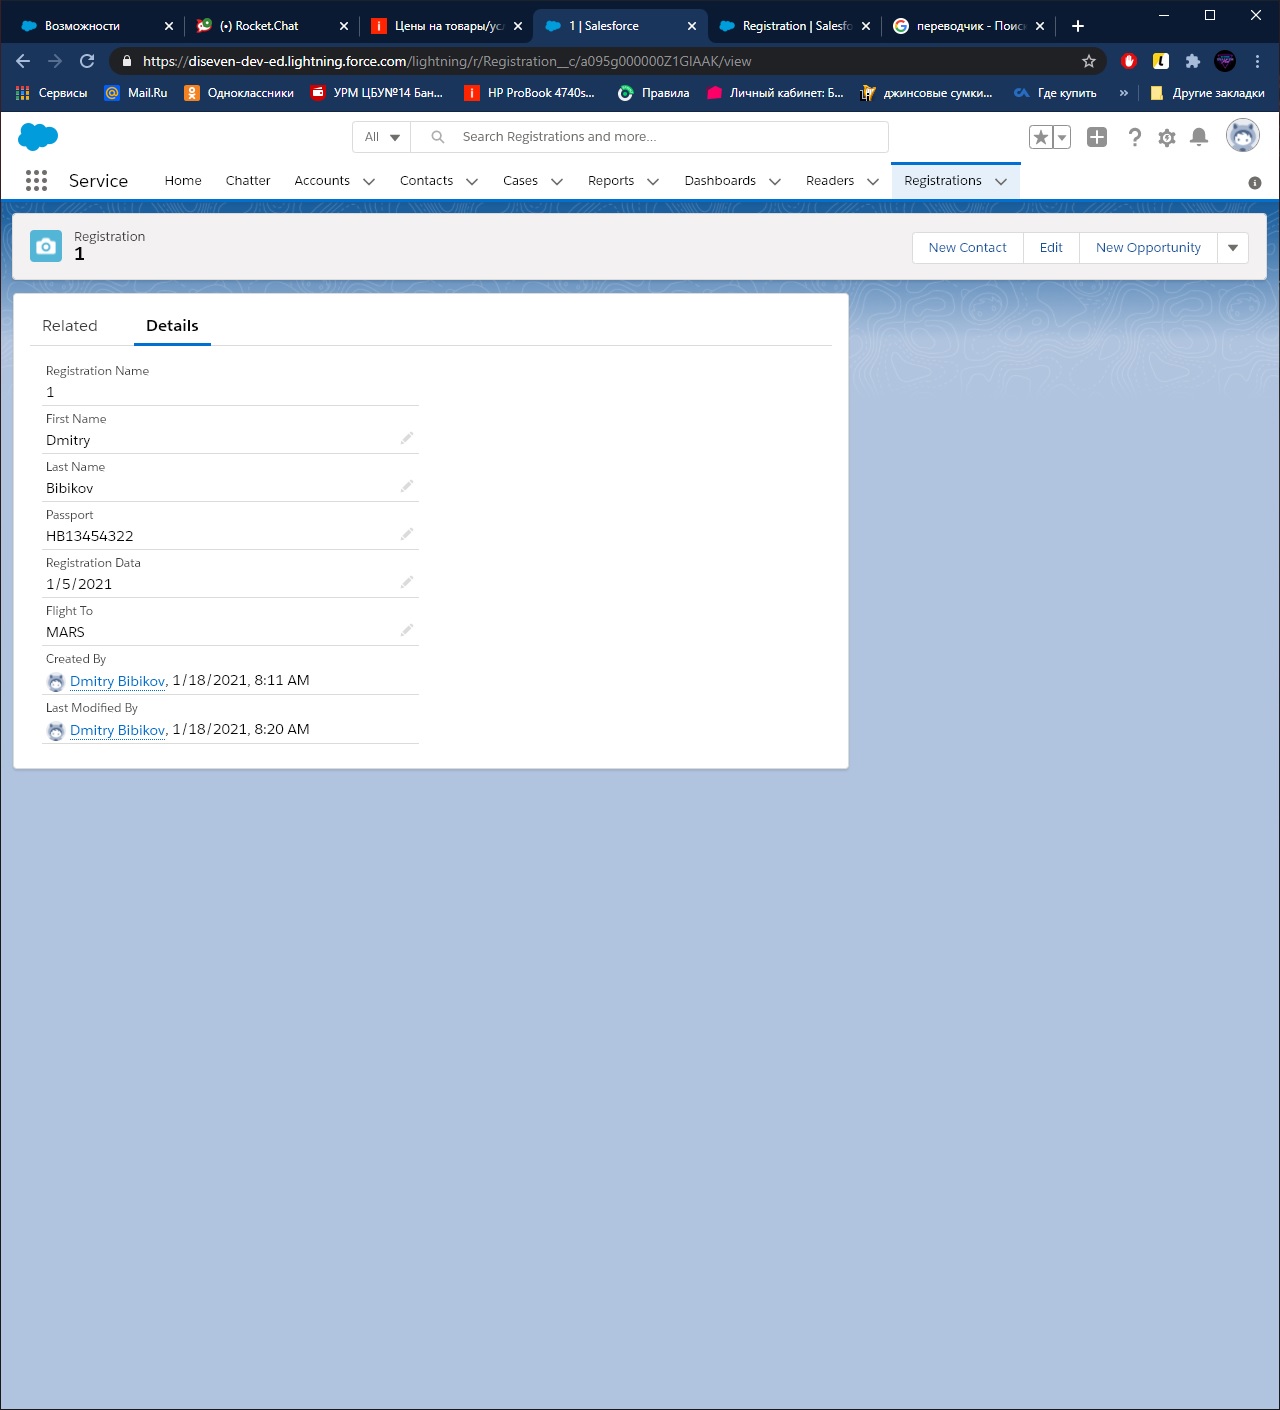 Возможности
(•) Rocket.Chat
Цены на товары/усл
1 | Salesforce
Registration | Salesfo
переводчик - Поис
https://diseven-dev-ed.lightning.force.com/lightning/r/Registration__c/a095g000000Z1GIAAK/view
Сервисы
Mail.Ru
Одноклассники
УРМ ЦБУ№14 Бан...
HP ProBook 4740s...
Правила
Личный кабинет: Б...
джинсовые сумки...
Где купить
»
Другие закладки
All
Search Registrations and more...
Service
Home
Chatter
Accounts
Contacts
Cases
Reports
Dashboards
Readers
Registrations
Registration
1
New Contact
Edit
New Opportunity
Related
Details
Registration Name
1
First Name
Dmitry
Last Name
Bibikov
Passport
HB13454322
Registration Data
1/5/2021
Flight To
MARS
Created By
Dmitry Bibikov, 1/18/2021, 8:11 AM
Last Modified By
Dmitry Bibikov, 1/18/2021, 8:20 AM